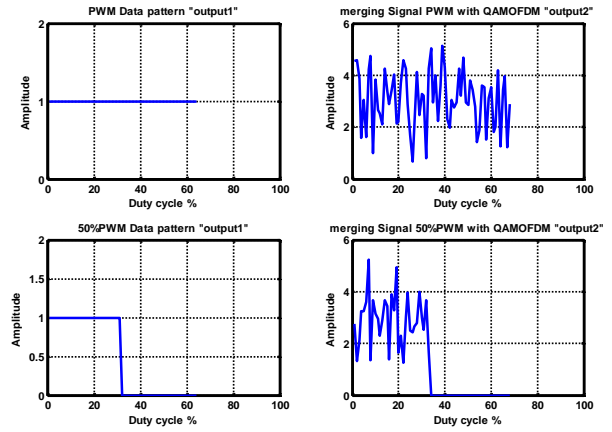 PWM Data pattern "output1"
2
1
0
Amplitude
0 20 40 60 80 100
Duty cycle %
merging Signal PWM with QAMOFDM "output2"
6
4
2
0
Amplitude
0 20 40 60 80 100
Duty cycle %
50%PWM Data pattern "output1"
2
1.5
1
0.5
0
Amplitude
0 20 40 60 80 100
Duty cycle %
merging Signal 50%PWM with QAMOFDM "output2"
6
4
2
0
Amplitude
0 20 40 60 80 100
Duty cycle %